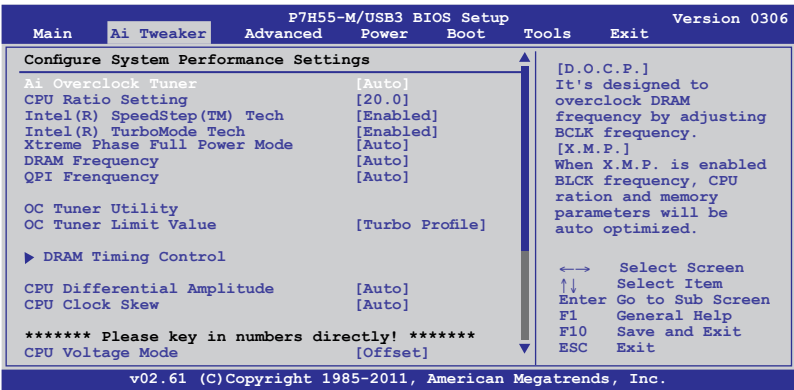 P7H55-M/USB3 BIOS Setup Version 0306
Main Ai Tweaker Advanced Power Boot Tools Exit
Configure System Performance Settings
Ai Overclock Tuner [Auto]
CPU Ratio Setting [20.0]
Intel(R) SpeedStep(TM) Tech [Enabled]
Intel(R) TurboMode Tech [Enabled]
Xtreme Phase Full Power Mode [Auto]
DRAM Frequency [Auto]
QPI Frenquency [Auto]
OC Tuner Utility
OC Tuner Limit Value [Turbo Profile]
DRAM Timing Control
CPU Differential Amplitude [Auto]
CPU Clock Skew [Auto]
******* Please key in numbers directly! *******
CPU Voltage Mode [Offset]
[D.O.C.P.]
It's designed to
overclock DRAM
frequency by adjusting
BCLK frequency.
[X.M.P.]
When X.M.P. is enabled
BLCK frequency, CPU
ration and memory
parameters will be
auto optimized.
←→ Select Screen
↑↓ Select Item
Enter Go to Sub Screen
F1 General Help
F10 Save and Exit
ESC Exit
v02.61 (C)Copyright 1985-2011, American Megatrends, Inc.